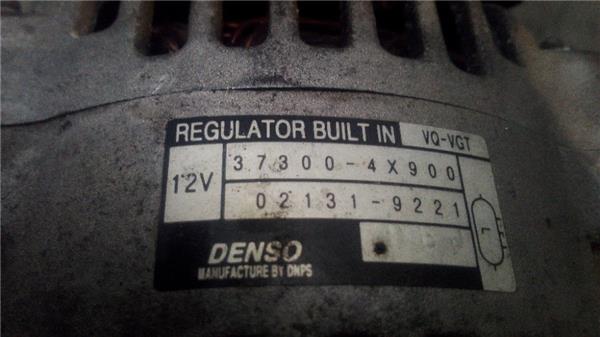 REGULATOR BUILT IN VQ-VGT
12V 37300-4X900
02131-9221
DENSO
MANUFACTURE BY DNPS
L